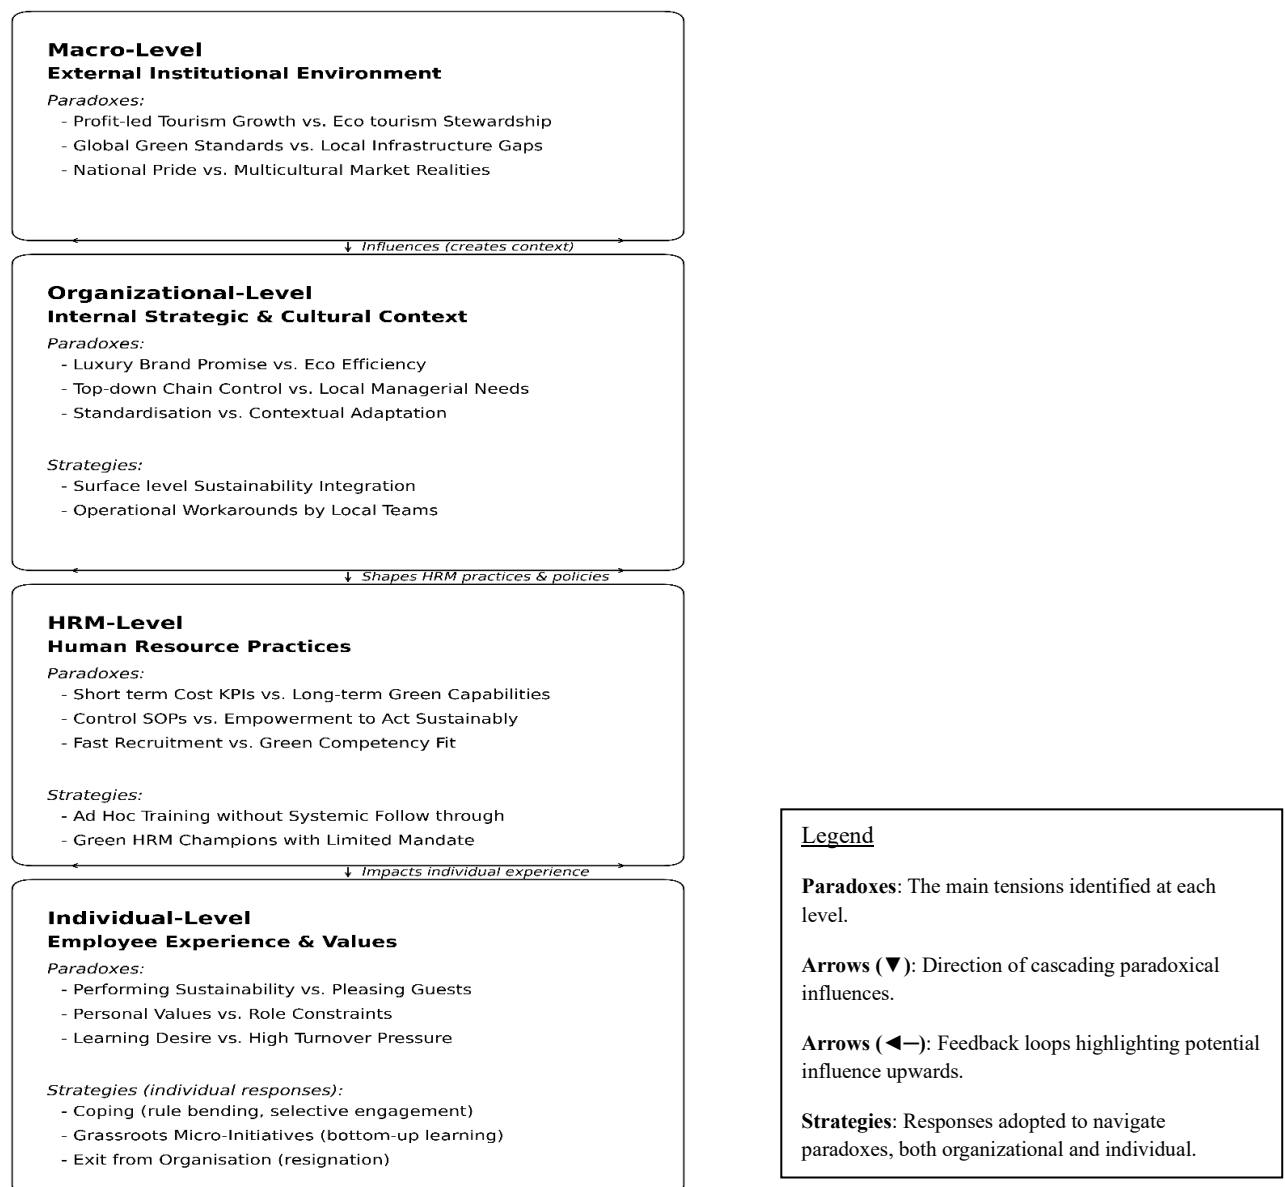 Macro-Level
External Institutional Environment
Paradoxes:
- Profit-led Tourism Growth vs. Eco tourism Stewardship
- Global Green Standards vs. Local Infrastructure Gaps
- National Pride vs. Multicultural Market Realities
↓ Influences (creates context)
Organizational-Level
Internal Strategic & Cultural Context
Paradoxes:
- Luxury Brand Promise vs. Eco Efficiency
- Top-down Chain Control vs. Local Managerial Needs
- Standardisation vs. Contextual Adaptation
Strategies:
- Surface level Sustainability Integration
- Operational Workarounds by Local Teams
↓ Shapes HRM practices & policies
HRM-Level
Human Resource Practices
Paradoxes:
- Short term Cost KPIs vs. Long-term Green Capabilities
- Control SOPs vs. Empowerment to Act Sustainably
- Fast Recruitment vs. Green Competency Fit
Strategies:
- Ad Hoc Training without Systemic Follow through
- Green HRM Champions with Limited Mandate
↓ Impacts individual experience
Individual-Level
Employee Experience & Values
Paradoxes:
- Performing Sustainability vs. Pleasing Guests
- Personal Values vs. Role Constraints
- Learning Desire vs. High Turnover Pressure
Strategies (individual responses):
- Coping (rule bending, selective engagement)
- Grassroots Micro-Initiatives (bottom-up learning)
- Exit from Organisation (resignation)
Legend
Paradoxes: The main tensions identified at each
level.
Arrows (▼): Direction of cascading paradoxical
influences.
Arrows (◄─): Feedback loops highlighting potential
influence upwards.
Strategies: Responses adopted to navigate
paradoxes, both organizational and individual.